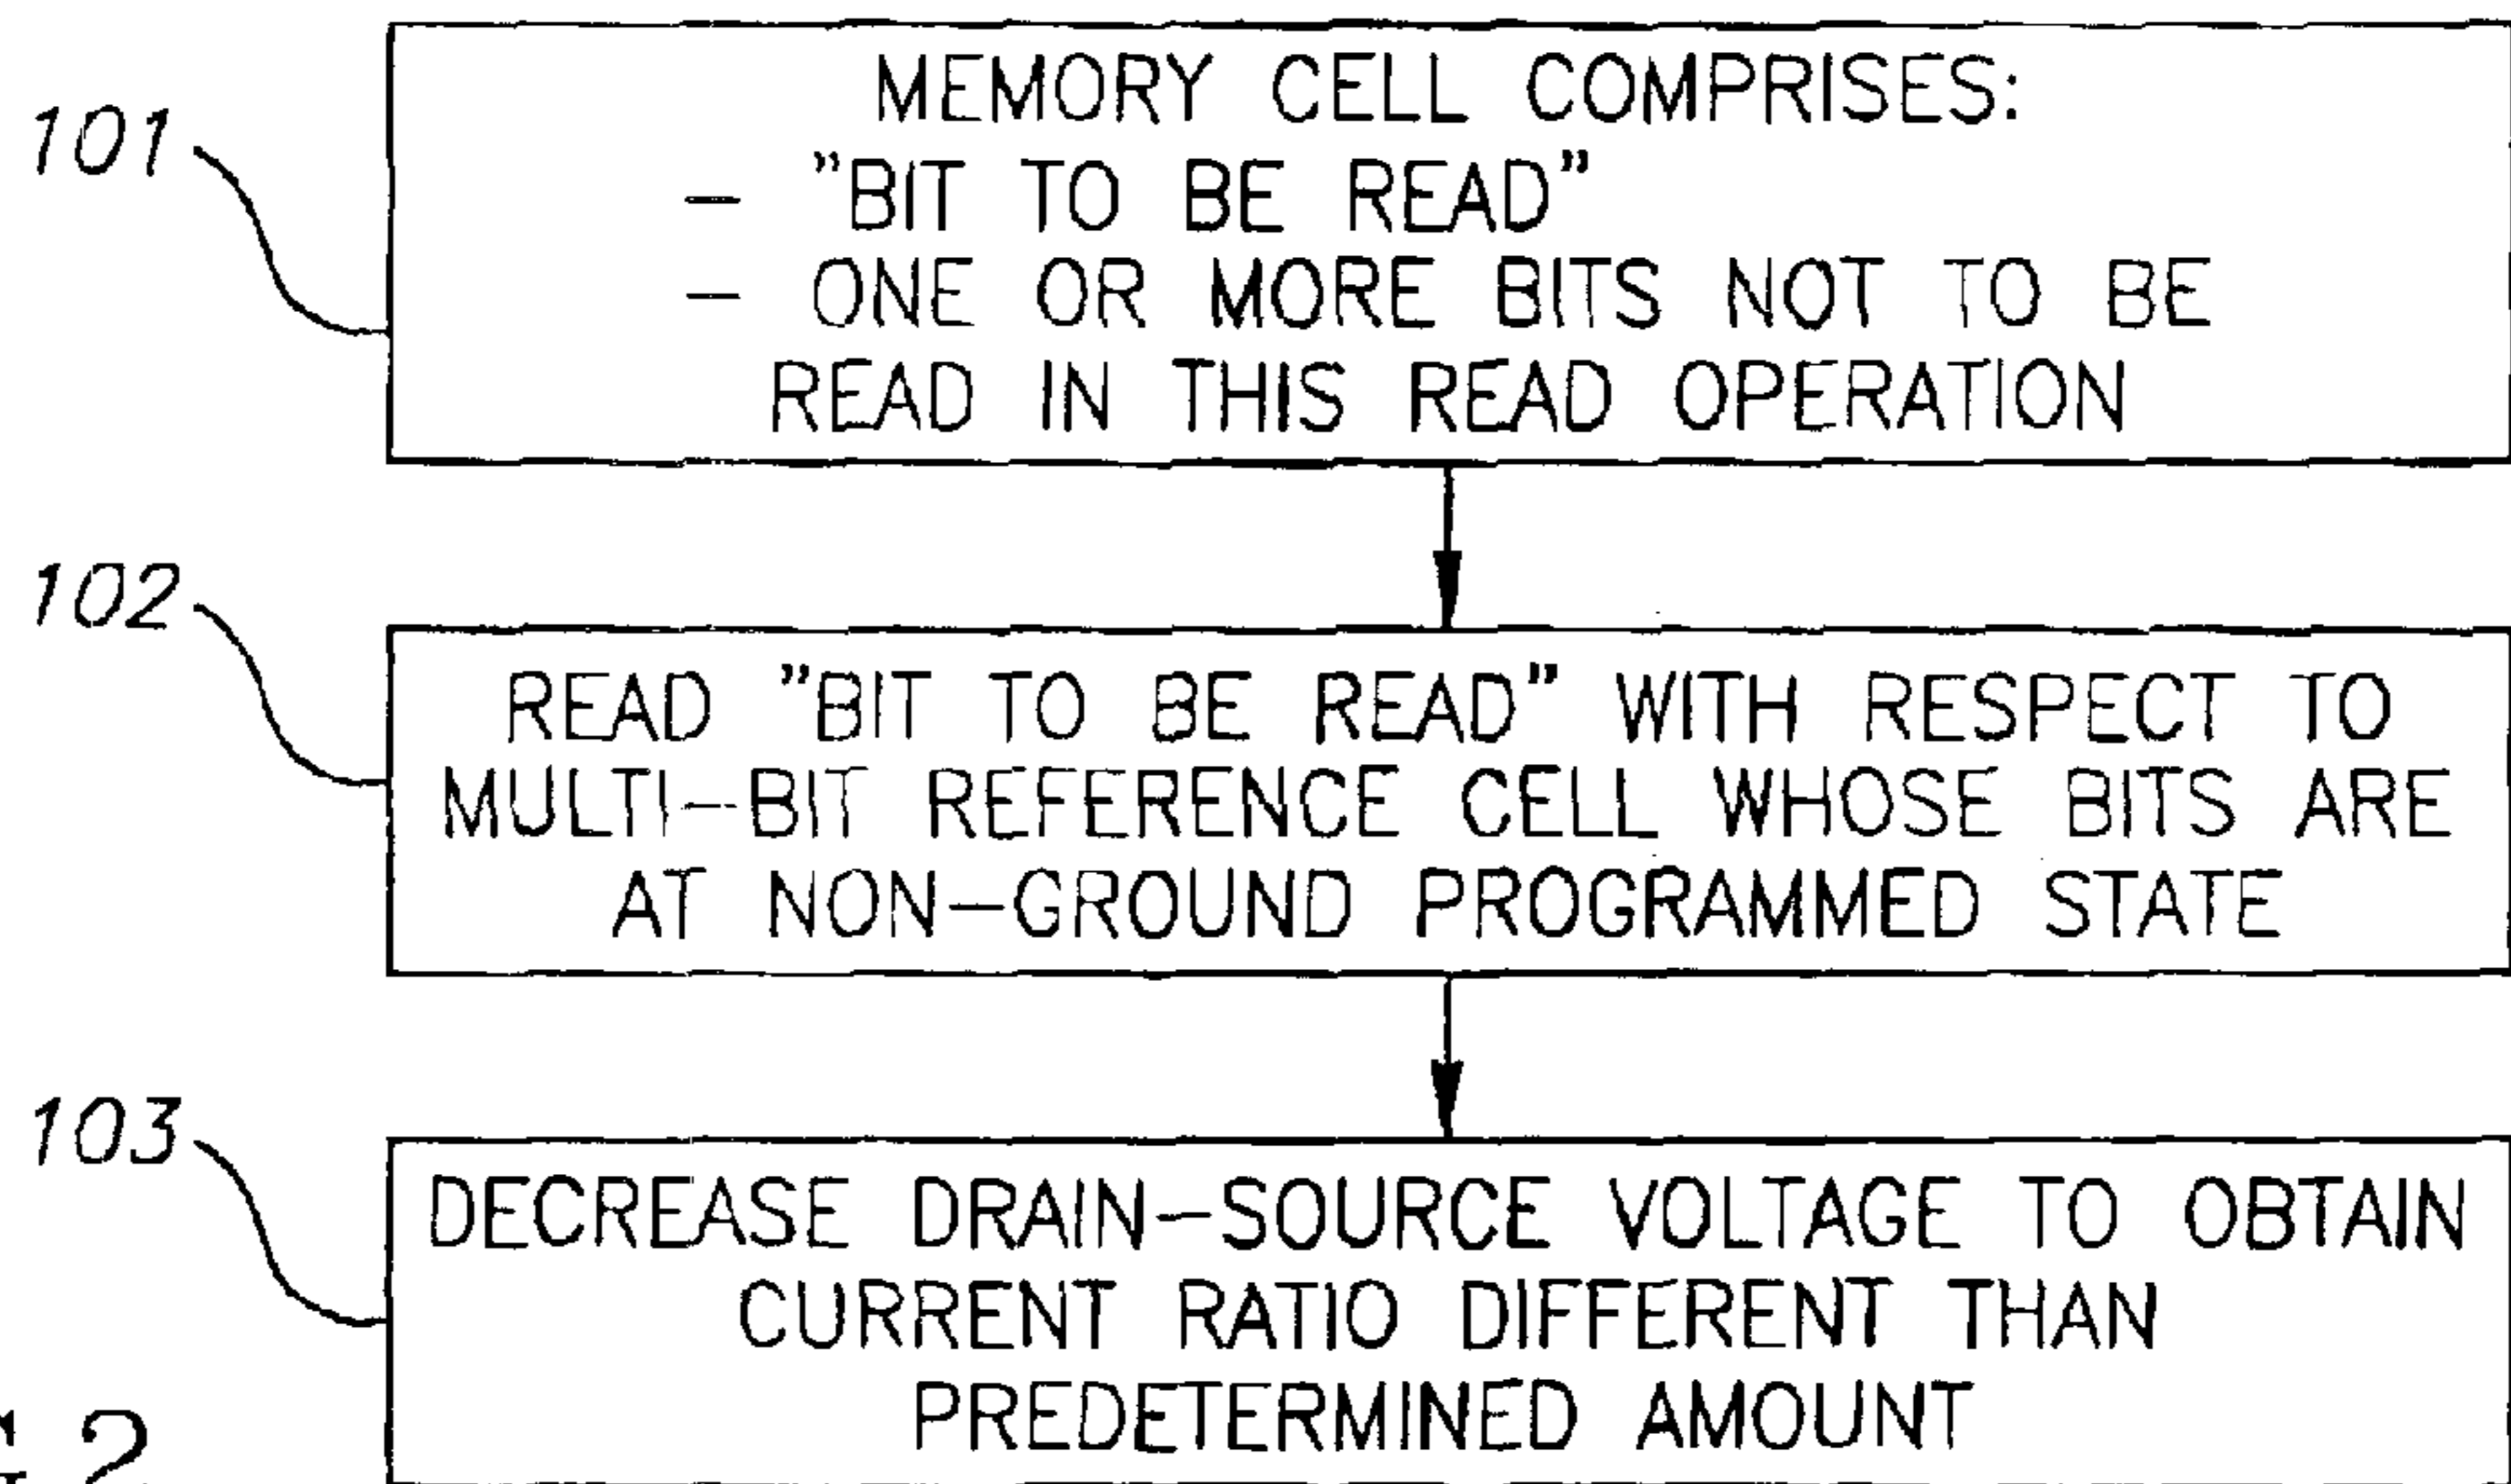 101
MEMORY CELL COMPRISES:
– ”BIT TO BE READ”
– ONE OR MORE BITS NOT TO BE
READ IN THIS READ OPERATION
102
READ ”BIT TO BE READ” WITH RESPECT TO
MULTI–BIT REFERENCE CELL WHOSE BITS ARE
AT NON–GROUND PROGRAMMED STATE
103
DECREASE DRAIN–SOURCE VOLTAGE TO OBTAIN
CURRENT RATIO DIFFERENT THAN
PREDETERMINED AMOUNT
2